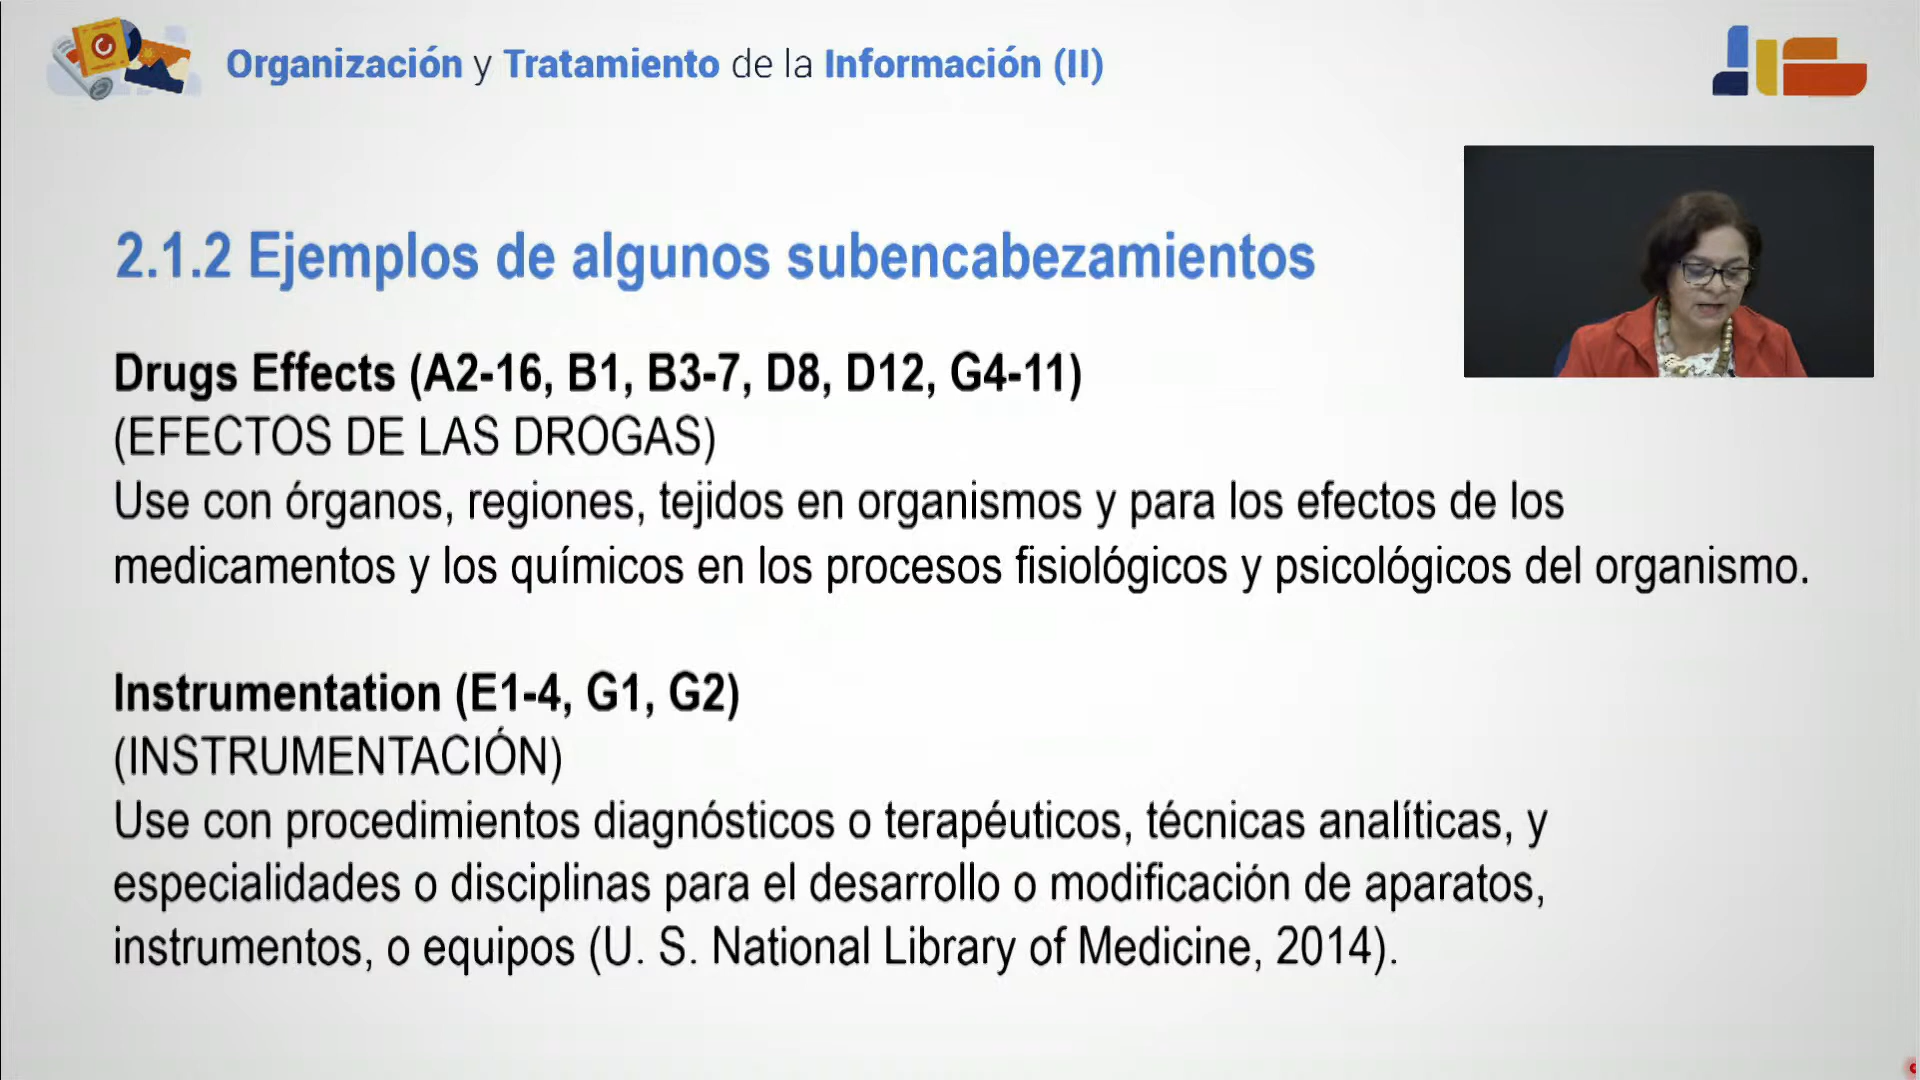 Organización y Tratamiento de la Información (II)
2.1.2 Ejemplos de algunos subencabezamientos
Drugs Effects (A2-16, B1, B3-7, D8, D12, G4-11)
(EFECTOS DE LAS DROGAS)
Use con órganos, regiones, tejidos en organismos y para los efectos de los
medicamentos y los químicos en los procesos fisiológicos y psicológicos del organismo.
Instrumentation (E1-4, G1, G2)
(INSTRUMENTACIÓN)
Use con procedimientos diagnósticos o terapéuticos, técnicas analíticas, y
especialidades o disciplinas para el desarrollo o modificación de aparatos,
instrumentos, o equipos (U. S. National Library of Medicine, 2014).